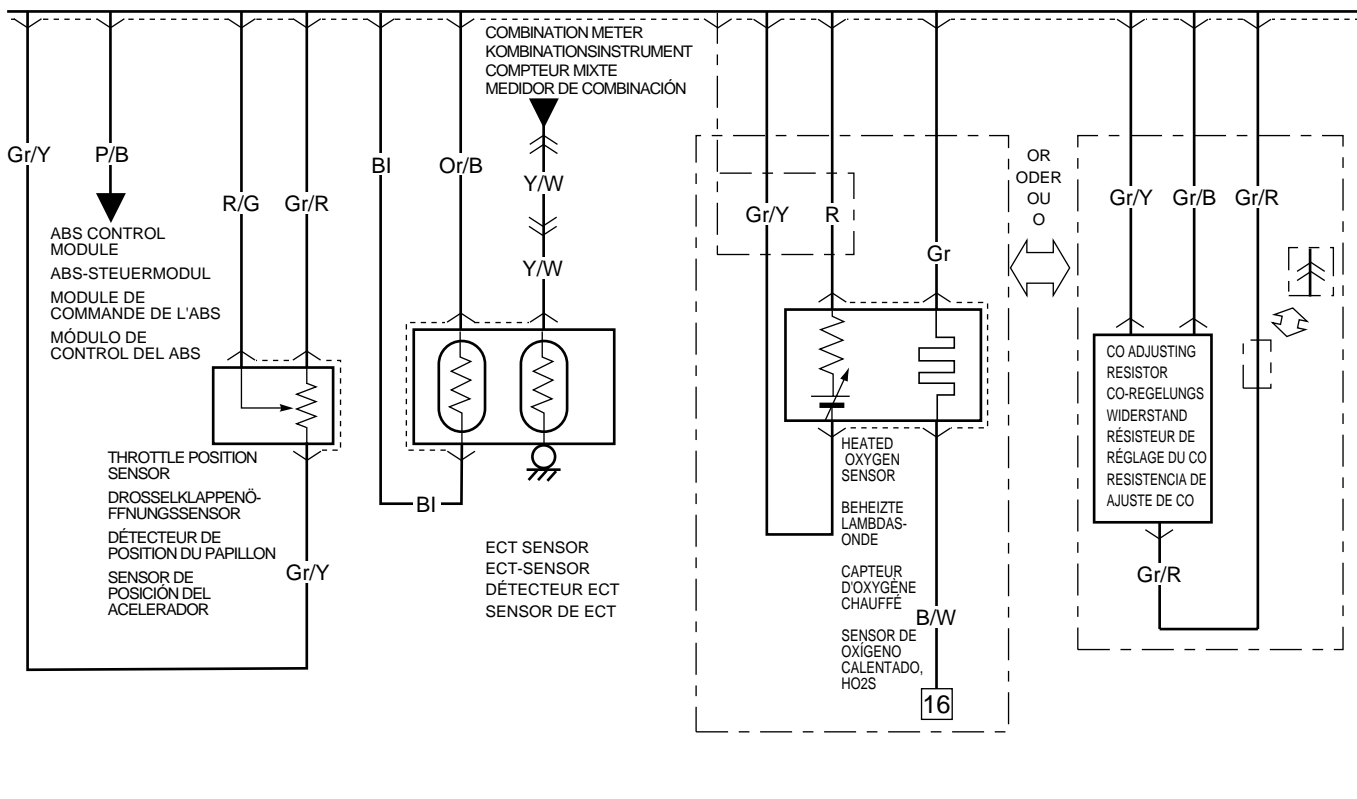 COMBINATION METER
KOMBINATIONSINSTRUMENT
COMPTEUR MIXTE
MEDIDOR DE COMBINACIÓN
Gr/Y
P/B
BI
Or/B
Y/W
R/G
Gr/R
Y/W
ABS CONTROL
MODULE
ABS-STEUERMODUL
MODULE DE
COMMANDE DE L'ABS
MÓDULO DE
CONTROL DEL ABS
THROTTLE POSITION
SENSOR
DROSSELKLAPPENÖ-
FFNUNGSSENSOR
DÉTECTEUR DE
POSITION DU PAPILLON
SENSOR DE
POSICIÓN DEL
ACELERADOR
Gr/Y
BI
ECT SENSOR
ECT-SENSOR
DÉTECTEUR ECT
SENSOR DE ECT
Gr/Y
R
Gr
HEATED
OXYGEN
SENSOR
BEHEIZTE
LAMBDAS-
ONDE
CAPTEUR
D'OXYGÈNE
CHAUFFÉ
SENSOR DE
OXÍGENO
CALENTADO,
HO2S
B/W
16
OR
ODER
OU
O
Gr/Y
Gr/B
Gr/R
CO ADJUSTING
RESISTOR
CO-REGELUNGS
WIDERSTAND
RÉSISTEUR DE
RÉGLAGE DU CO
RESISTENCIA DE
AJUSTE DE CO
Gr/R